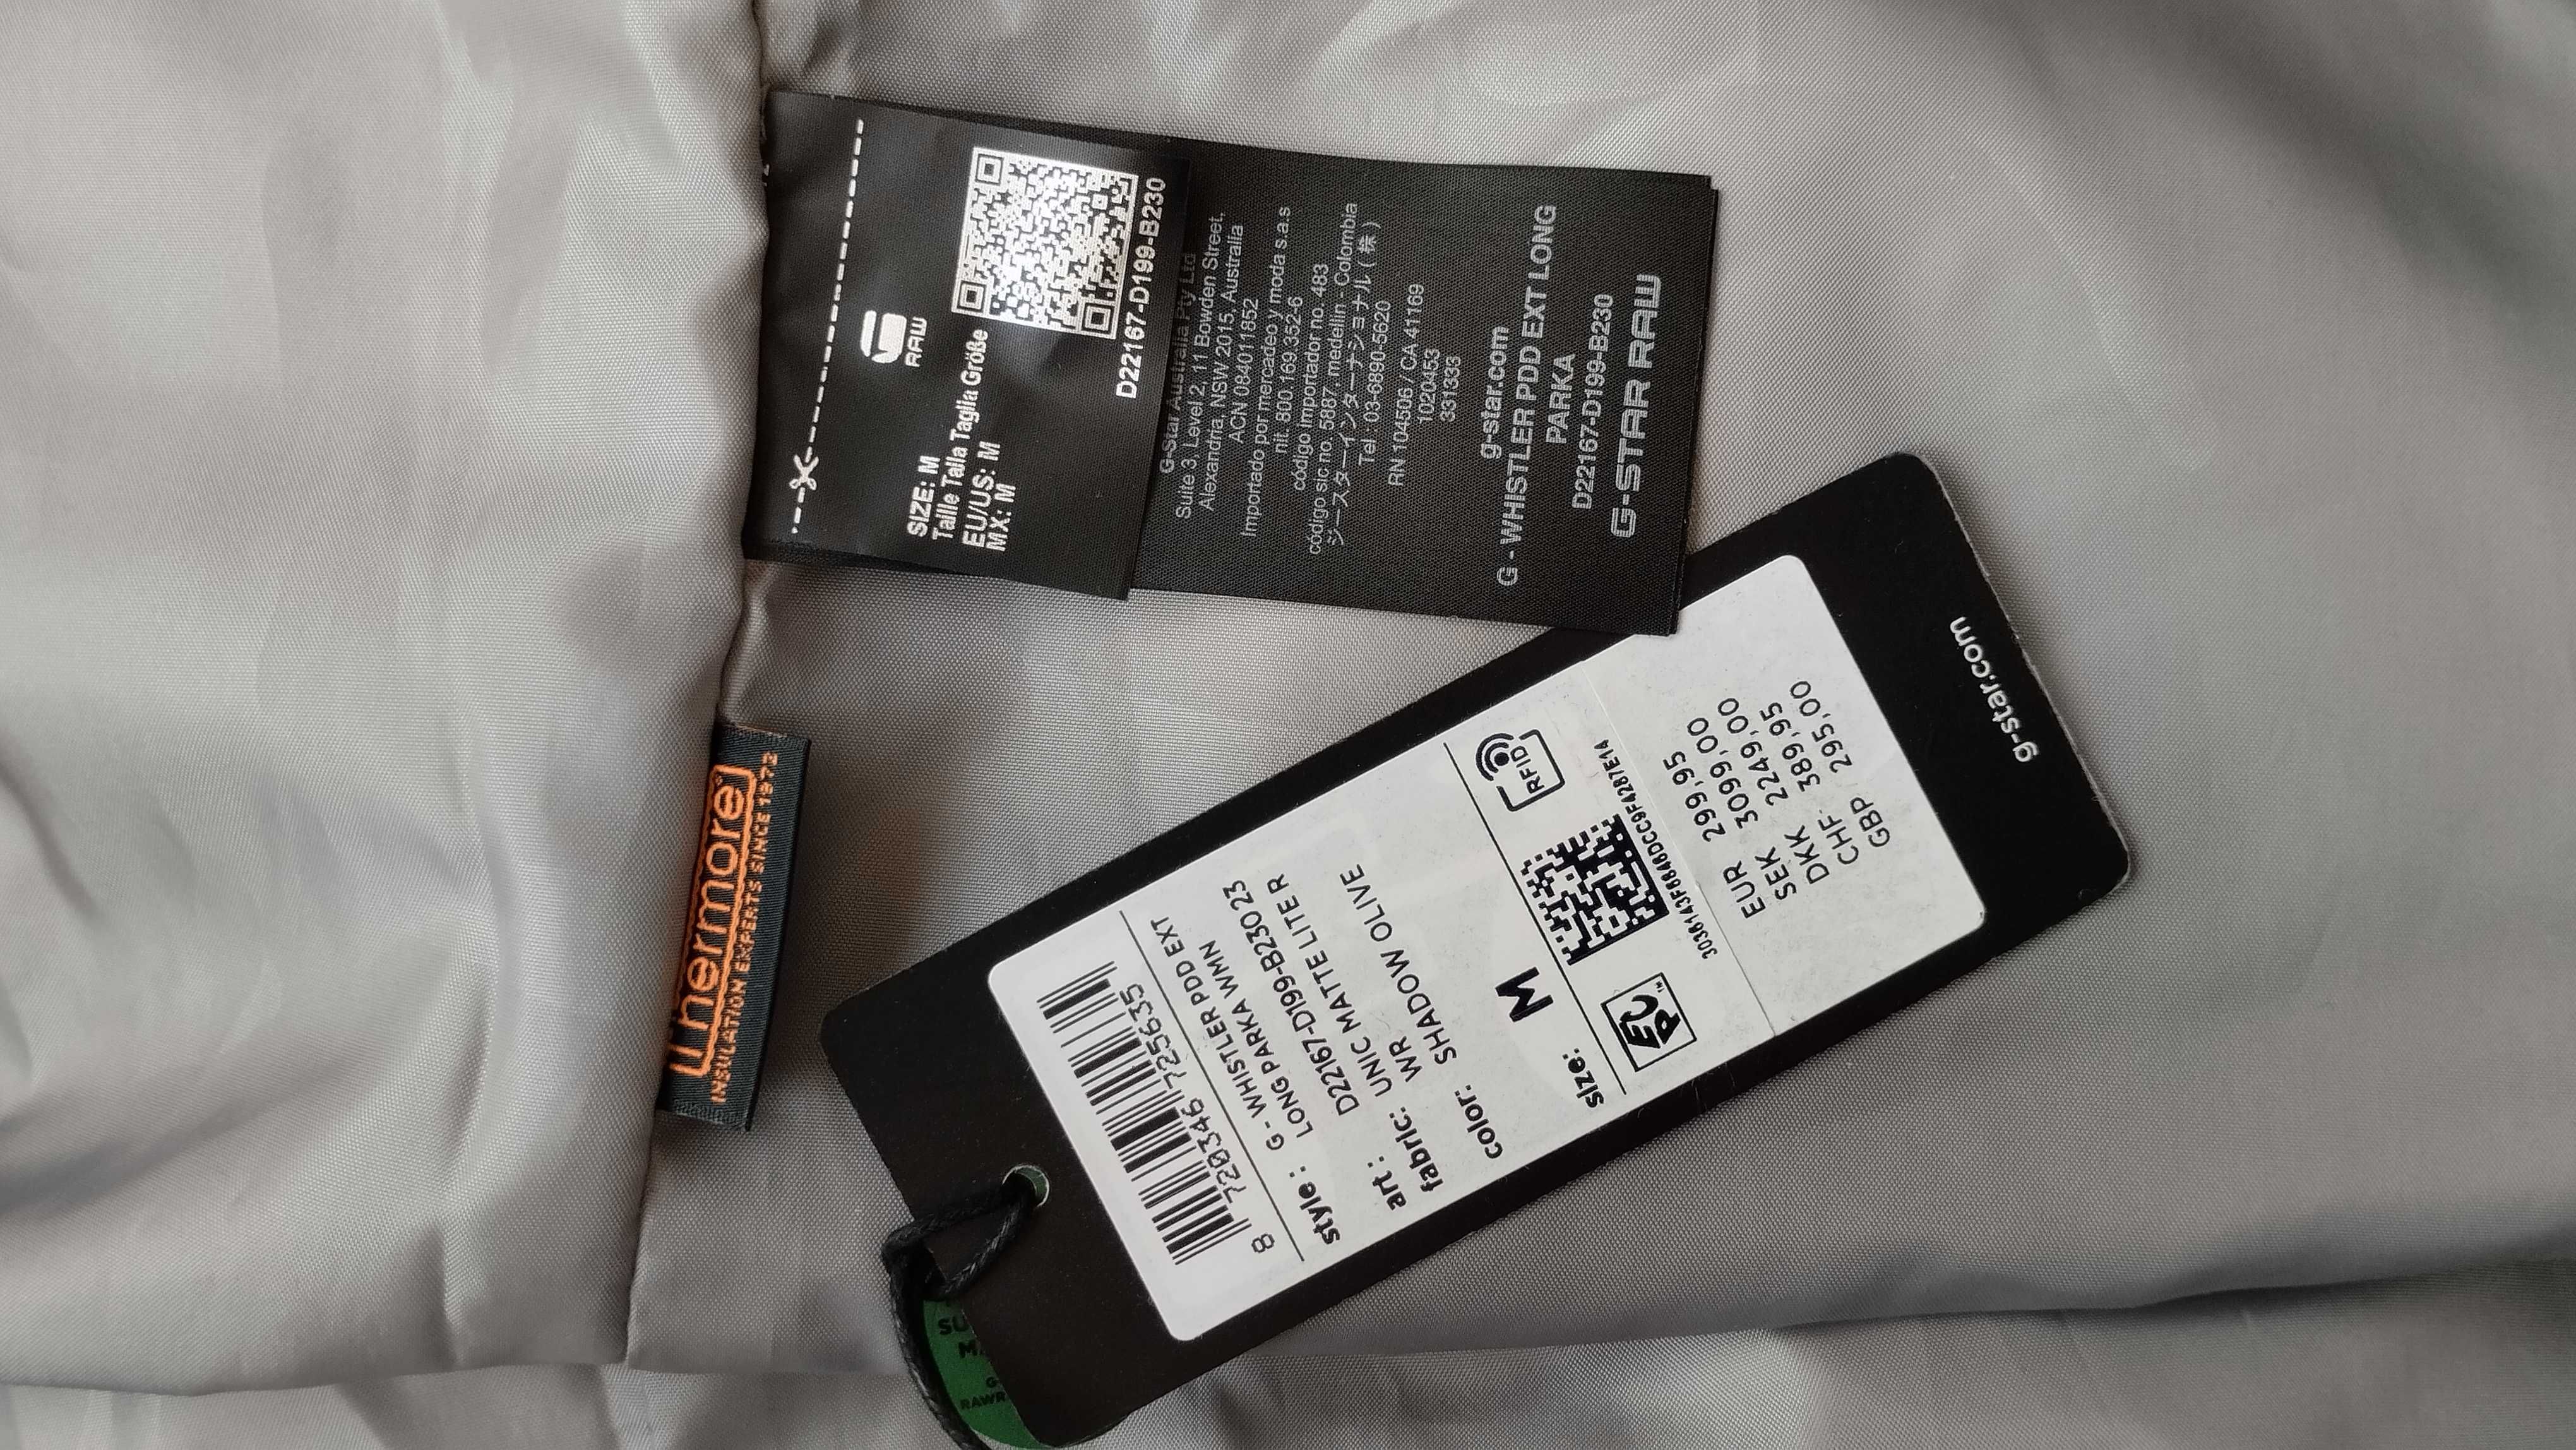 RAW
SIZE: M
Taille Talla Taglia Größe
EU/US: M
MX: M
D22167-D199-B230
G-Star Australia Pty Ltd
Suite 3, Level 2, 11 Bowden Street,
Alexandria, NSW 2015, Australia
ACN 084011852
Importado por mercadeo y moda s.a.s
nit. 800.169.352-6
código importador no. 483
código sic no. 5887. medellin - Colombia
ジースターインターナショナル(株)
Tel : 03-6890-5620
RN 104506 / CA 41169
1020453
331333
g-star.com
G - WHISTLER PDD EXT LONG
PARKA
D22167-D199-B230
G-STAR RAW
Thermore
INSULATION EXPERTS SINCE 1972
8 720346 725635
style: G - WHISTLER PDD EXT
LONG PARKA WMN
art.: D22167-D199-B230 23
fabric: UNIC MATTE LITER
WR
color: SHADOW OLIVE
size: M
RFID
EPC™
3036143F8848DCC9F4287E14
EUR 299,95
SEK 3099,00
DKK 2249,00
CHF 389,95
GBP 295,00
g-star.com